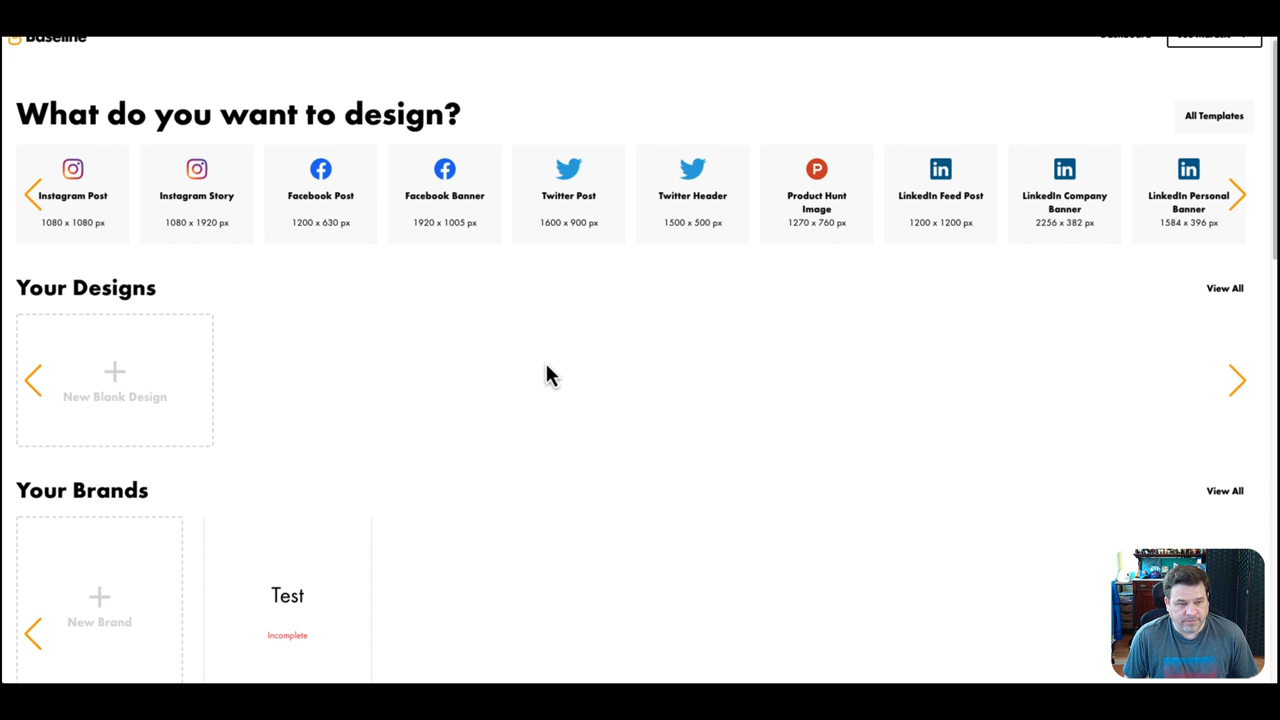 Baseline
Dashboard
What do you want to design?
All Templates
Instagram Post
1080 x 1080 px
Instagram Story
1080 x 1920 px
Facebook Post
1200 x 630 px
Facebook Banner
1920 x 1005 px
Twitter Post
1600 x 900 px
Twitter Header
1500 x 500 px
Product Hunt
Image
1270 x 760 px
LinkedIn Feed Post
1200 x 1200 px
LinkedIn Company
Banner
2256 x 382 px
LinkedIn Personal
Banner
1584 x 396 px
Your Designs
View All
New Blank Design
Your Brands
View All
New Brand
Test
Incomplete